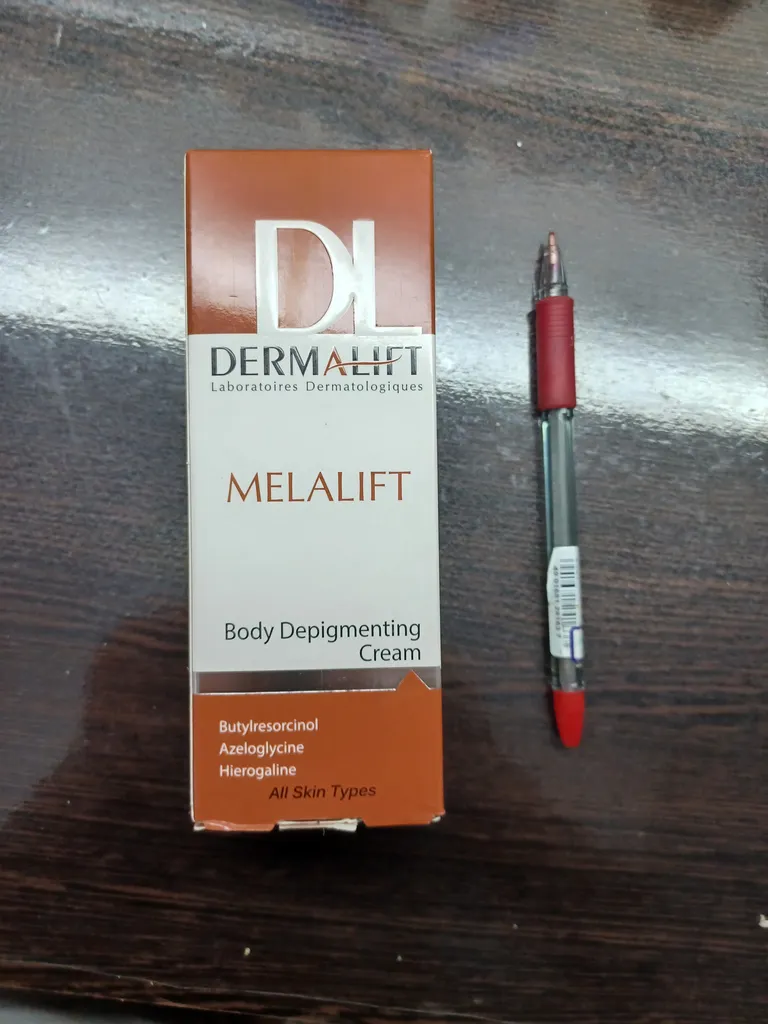 DL
DERMALIFT
Laboratoires Dermatologiques
MELALIFT
Body Depigmenting
Cream
Butylresorcinol
Azeloglycine
Hierogaline
All Skin Types